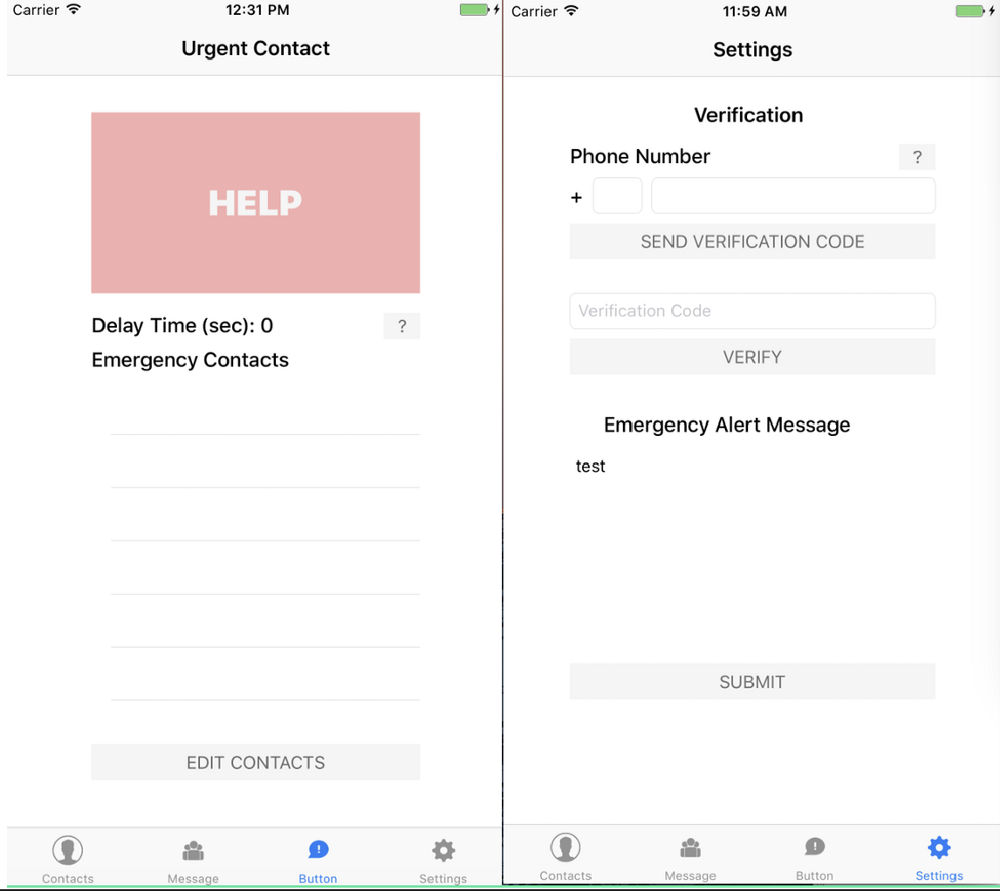 Carrier 12:31 PM
Urgent Contact
HELP
Delay Time (sec): 0 ?
Emergency Contacts
EDIT CONTACTS
Contacts Message Button Settings
Carrier 11:59 AM
Settings
Verification
Phone Number ?
+
SEND VERIFICATION CODE
Verification Code
VERIFY
Emergency Alert Message
test
SUBMIT
Contacts Message Button Settings